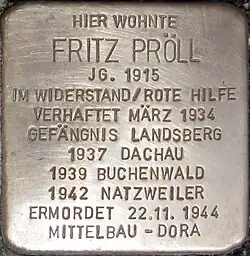 HIER WOHNTE
FRITZ PRÖLL
JG. 1915
IM WIDERSTAND/ROTE HILFE
VERHAFTET MÄRZ 1934
GEFÄNGNIS LANDSBERG
1937 DACHAU
1939 BUCHENWALD
1942 NATZWEILER
ERMORDET 22.11.1944
MITTELBAU - DORA